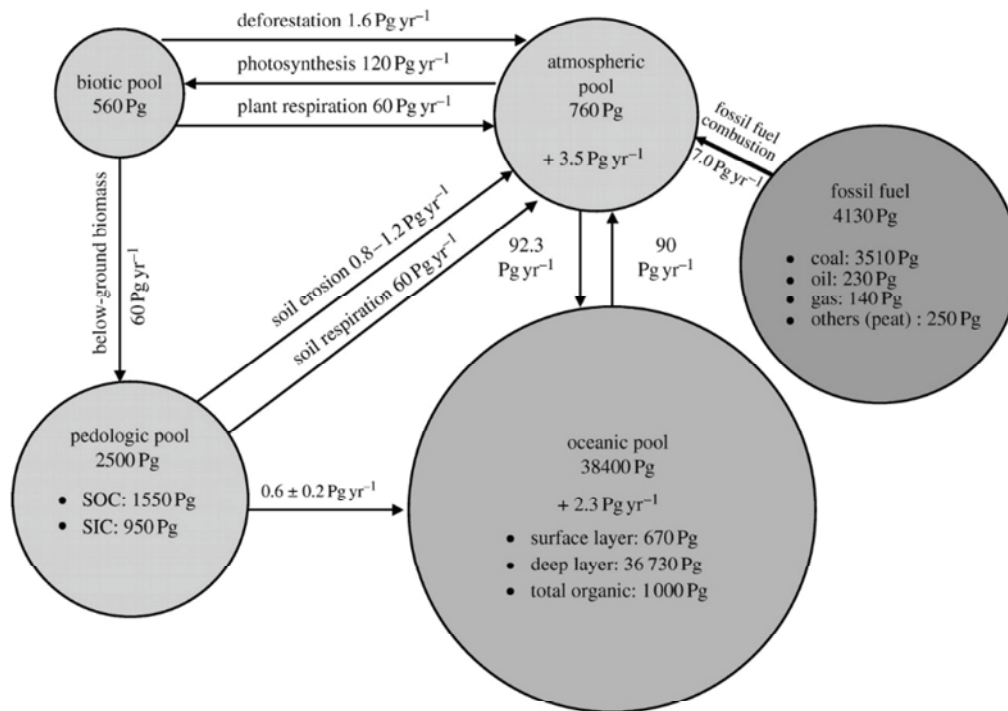 deforestation 1.6 Pg yr⁻¹
photosynthesis 120 Pg yr⁻¹
plant respiration 60 Pg yr⁻¹
biotic pool
560 Pg
atmospheric
pool
760 Pg
+ 3.5 Pg yr⁻¹
fossil fuel
combustion
7.0 Pg yr⁻¹
fossil fuel
4130 Pg
• coal: 3510 Pg
• oil: 230 Pg
• gas: 140 Pg
• others (peat) : 250 Pg
below-ground biomass
60 Pg yr⁻¹
soil erosion 0.8–1.2 Pg yr⁻¹
soil respiration 60 Pg yr⁻¹
92.3
Pg yr⁻¹
90
Pg yr⁻¹
pedologic pool
2500 Pg
• SOC: 1550 Pg
• SIC: 950 Pg
0.6 ± 0.2 Pg yr⁻¹
oceanic pool
38400 Pg
+ 2.3 Pg yr⁻¹
• surface layer: 670 Pg
• deep layer: 36 730 Pg
• total organic: 1000 Pg